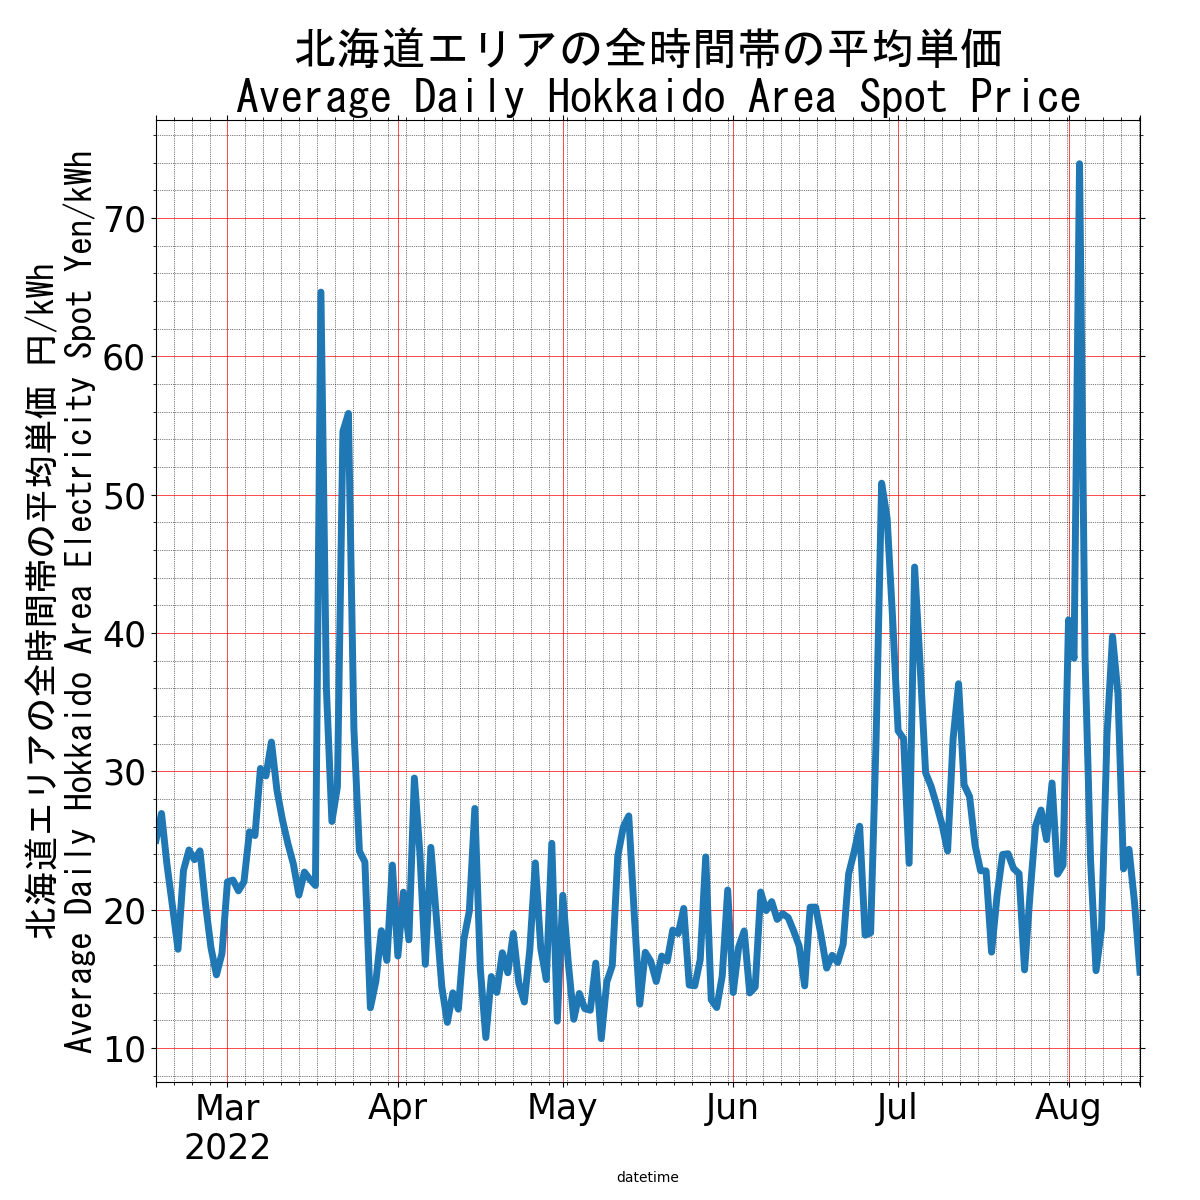 北海道エリアの全時間帯の平均単価
Average Daily Hokkaido Area Spot Price
北海道エリアの全時間帯の平均単価 円/kWh
Average Daily Hokkaido Area Electricity Spot Yen/kWh
70
60
50
40
30
20
10
Mar
2022
Apr
May
Jun
Jul
Aug
datetime